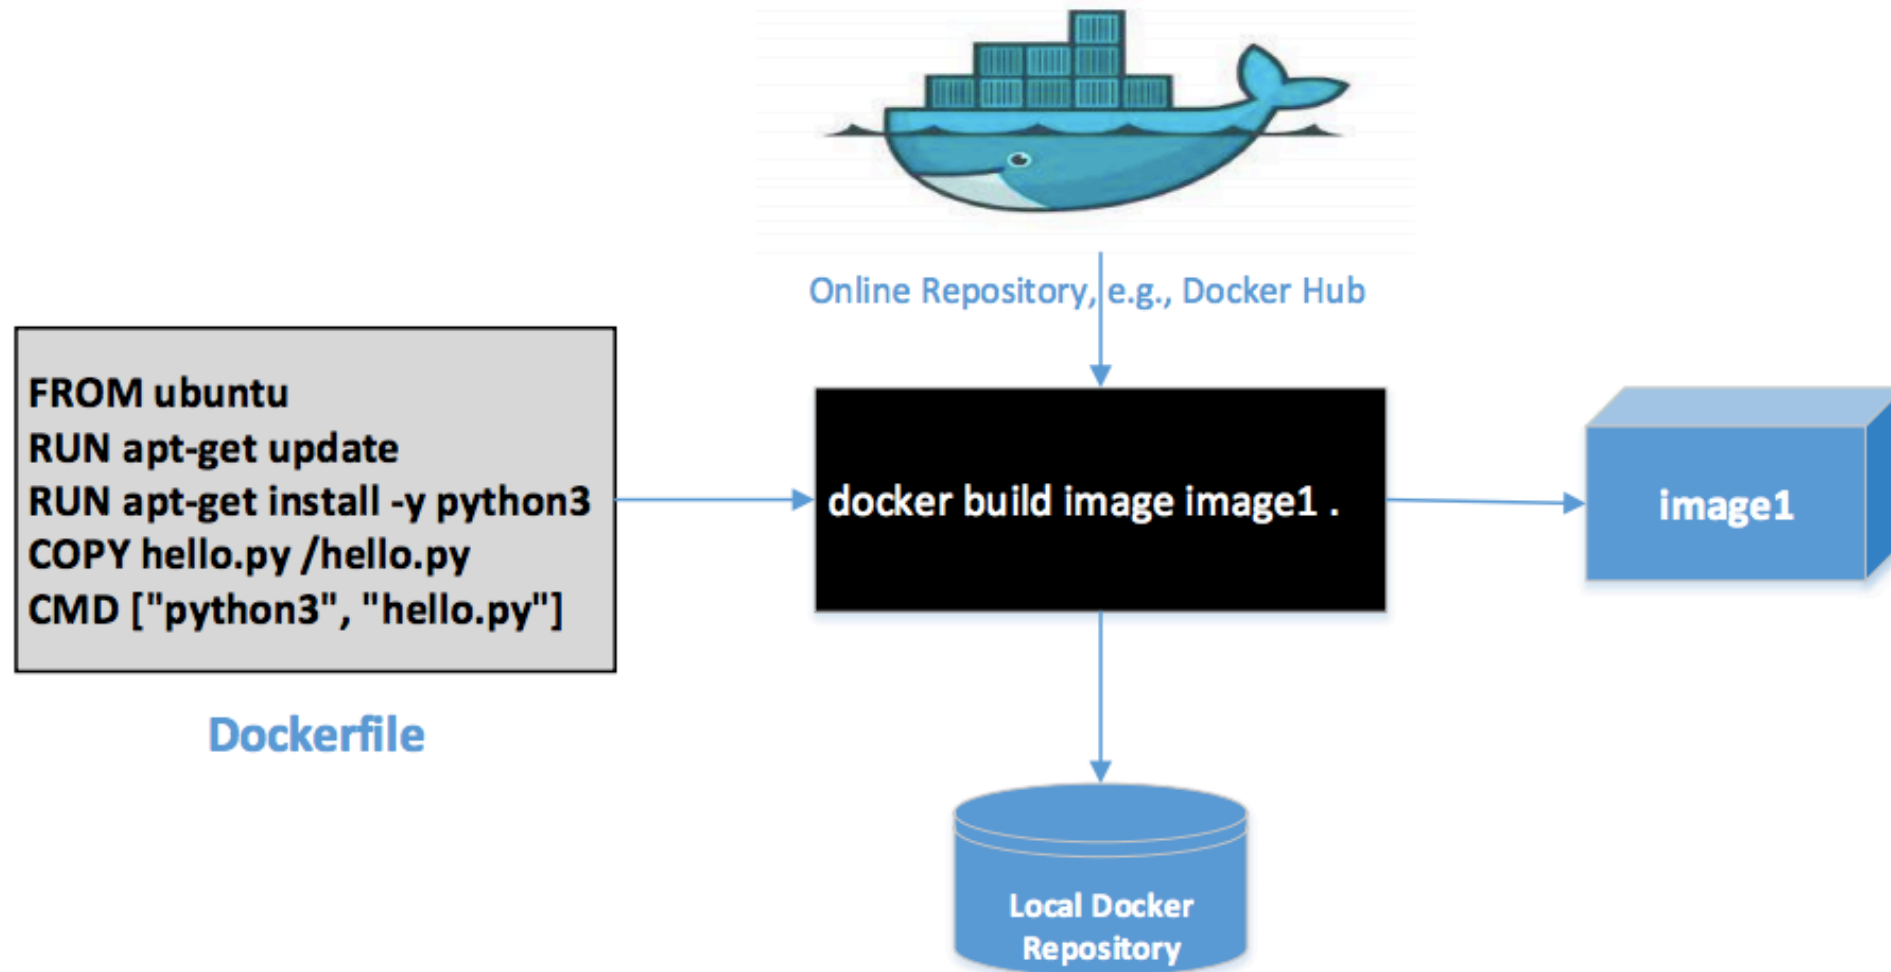 Online Repository, e.g., Docker Hub
FROM ubuntu
RUN apt-get update
RUN apt-get install -y python3
COPY hello.py /hello.py
CMD ["python3", "hello.py"]
Dockerfile
docker build image image1 .
image1
Local Docker
Repository